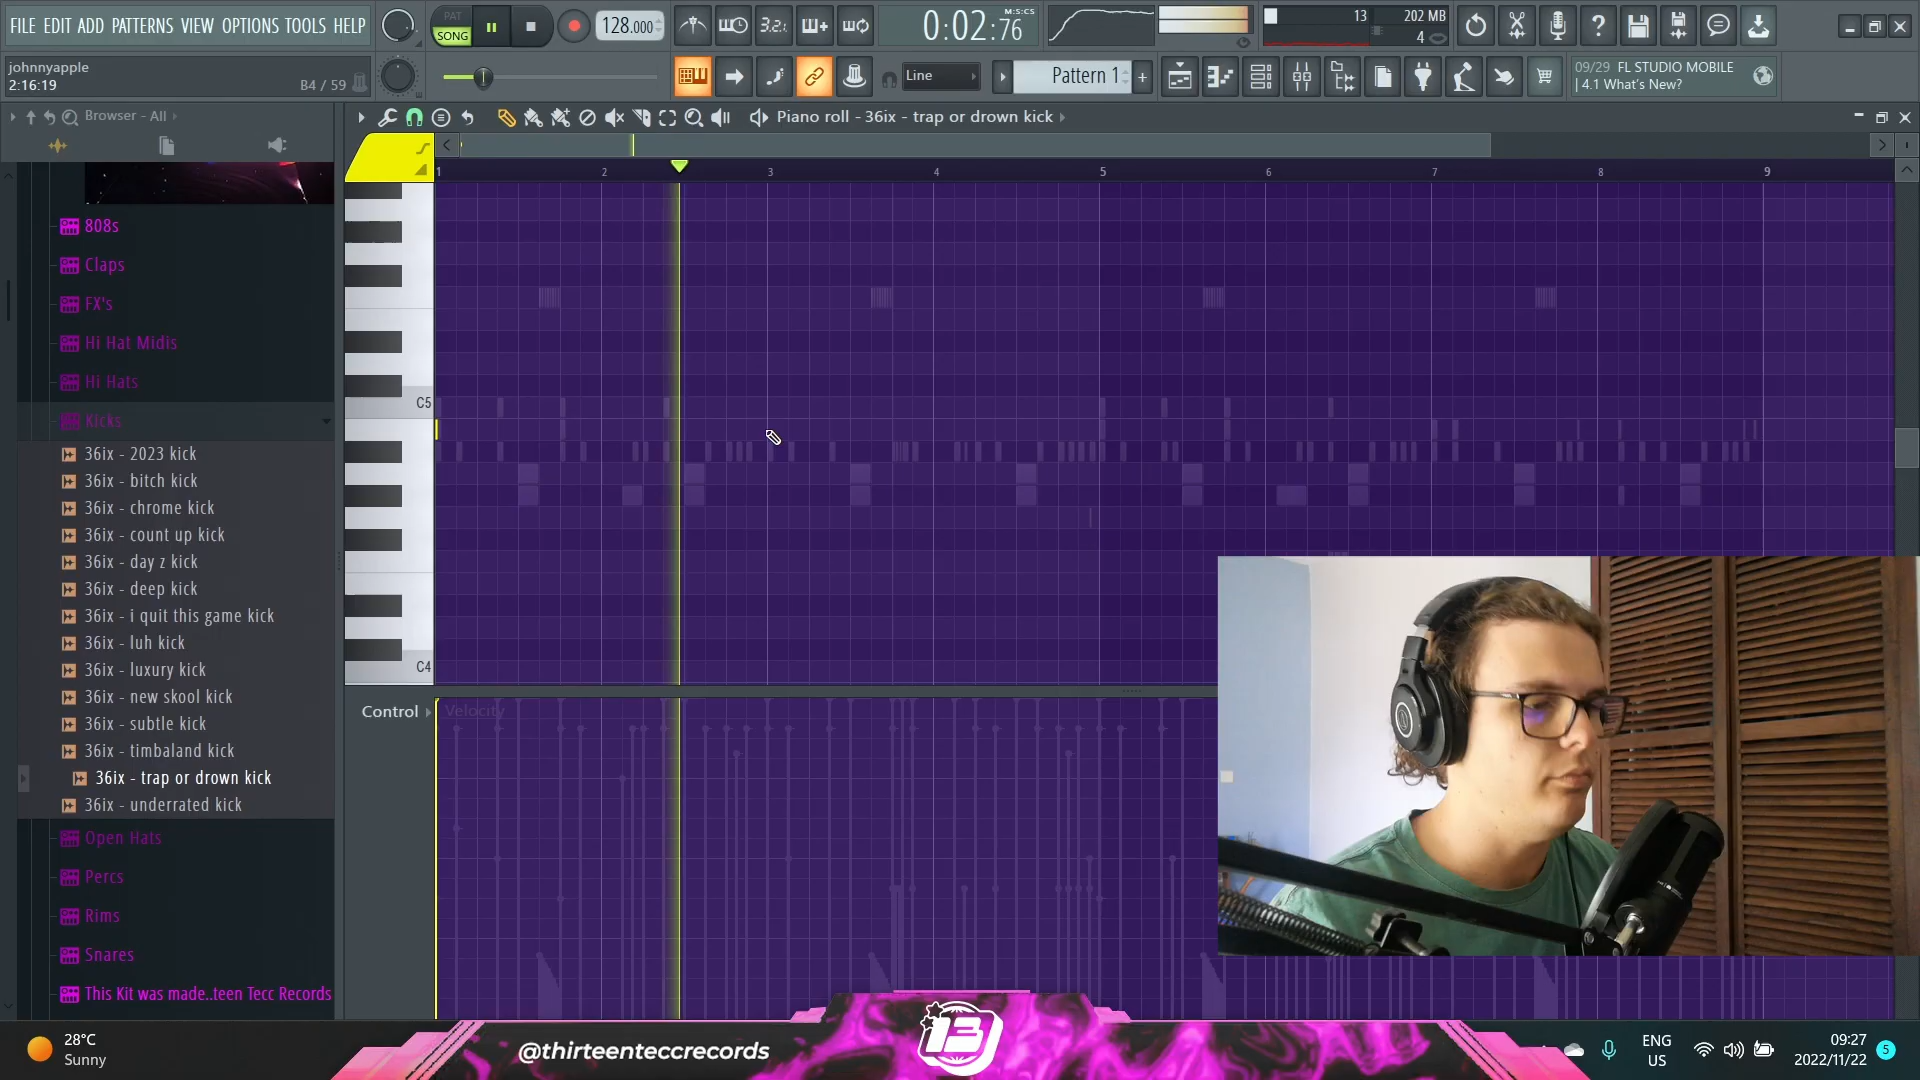 FILE EDIT ADD PATTERNS VIEW OPTIONS TOOLS HELP
PAT
SONG
128.000
3.2.
0:02:76
M:S:CS
13
202 MB
4
johnnyapple
2:16:19
B4 / 59
Line
Pattern 1
09/29 FL STUDIO MOBILE
| 4.1 What's New?
Browser - All
Piano roll - 36ix - trap or drown kick
1 2 3 4 5 6 7 8 9
808s
Claps
FX's
Hi Hat Midis
Hi Hats
Kicks
36ix - 2023 kick
36ix - bitch kick
36ix - chrome kick
36ix - count up kick
36ix - day z kick
36ix - deep kick
36ix - i quit this game kick
36ix - luh kick
36ix - luxury kick
36ix - new skool kick
36ix - subtle kick
36ix - timbaland kick
36ix - trap or drown kick
36ix - underrated kick
Open Hats
Percs
Rims
Snares
This Kit was made..teen Tecc Records
C5
C4
Control
Velocity
28°C
Sunny
@thirteenteccrecords
13
ENG
US
09:27
2022/11/22
5